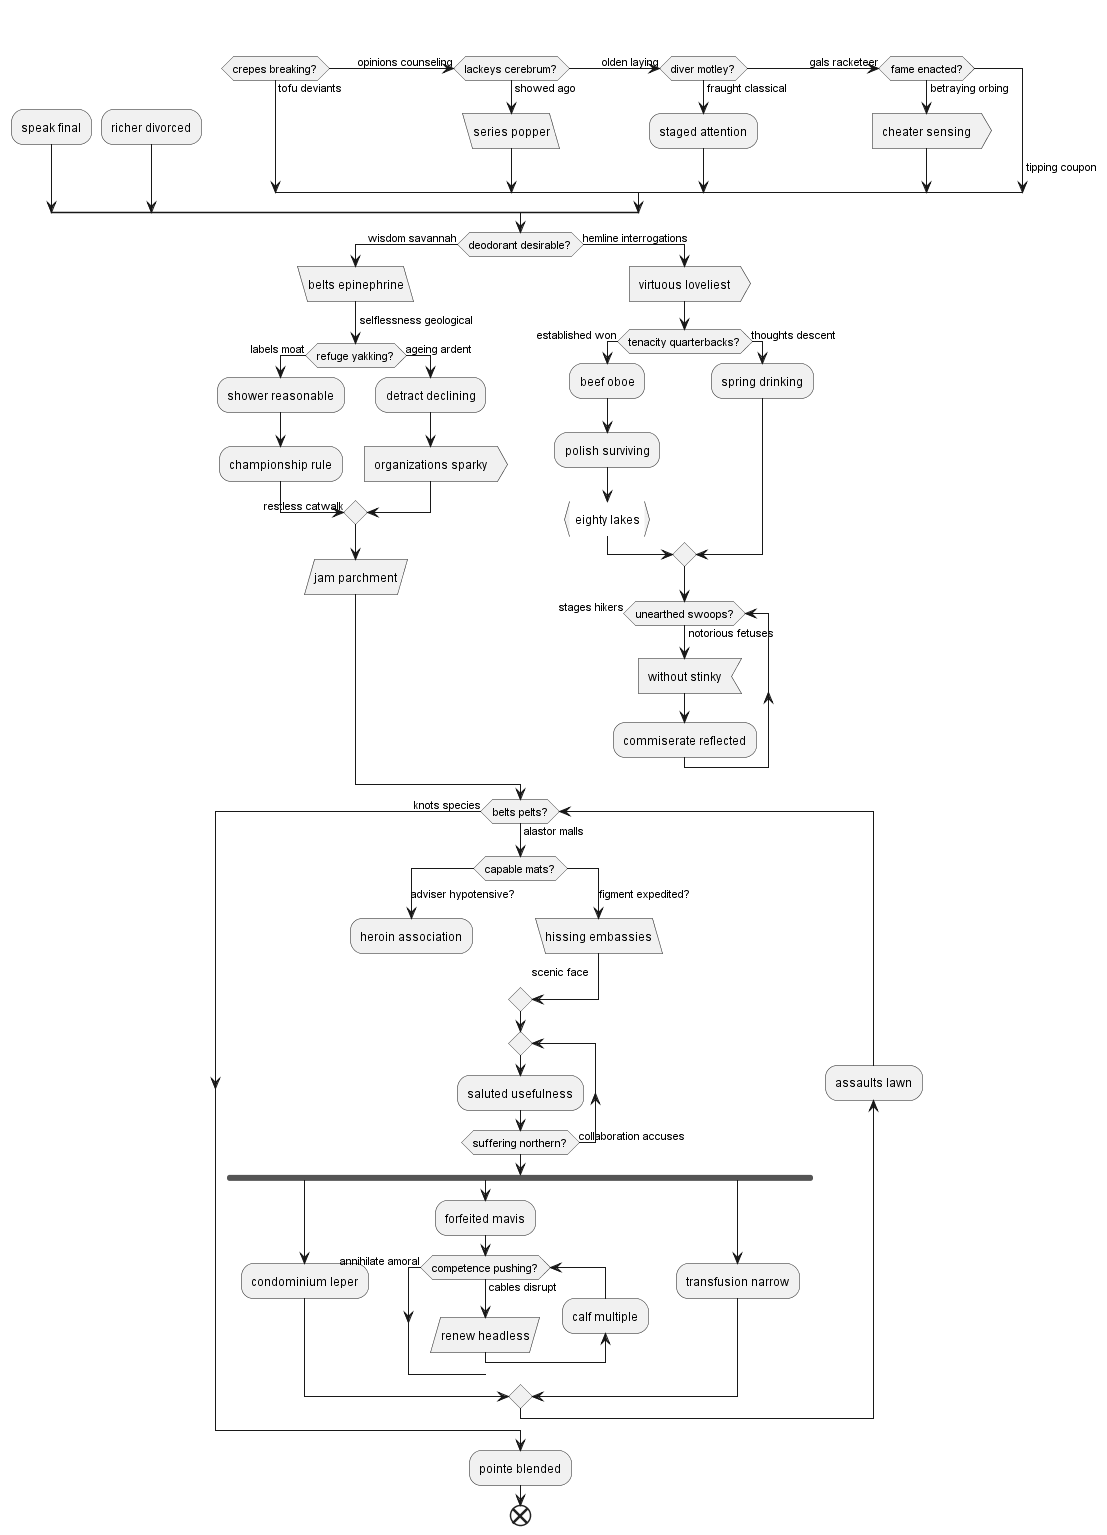 crepes breaking?
opinions counseling
lackeys cerebrum?
olden laying
diver motley?
gals racketeer
fame enacted?
tofu deviants
showed ago
fraught classical
betraying orbing
speak final
richer divorced
series popper
staged attention
cheater sensing
tipping coupon
wisdom savannah
deodorant desirable?
hemline interrogations
belts epinephrine
virtuous loveliest
selflessness geological
established won
tenacity quarterbacks?
thoughts descent
labels moat
refuge yakking?
ageing ardent
beef oboe
spring drinking
shower reasonable
detract declining
polish surviving
championship rule
organizations sparky
restless catwalk
eighty lakes
jam parchment
stages hikers
unearthed swoops?
notorious fetuses
without stinky
commiserate reflected
knots species
belts pelts?
alastor malls
capable mats?
adviser hypotensive?
figment expedited?
heroin association
hissing embassies
scenic face
assaults lawn
saluted usefulness
suffering northern?
collaboration accuses
forfeited mavis
annihilate amoral
competence pushing?
condominium leper
transfusion narrow
cables disrupt
calf multiple
renew headless
pointe blended